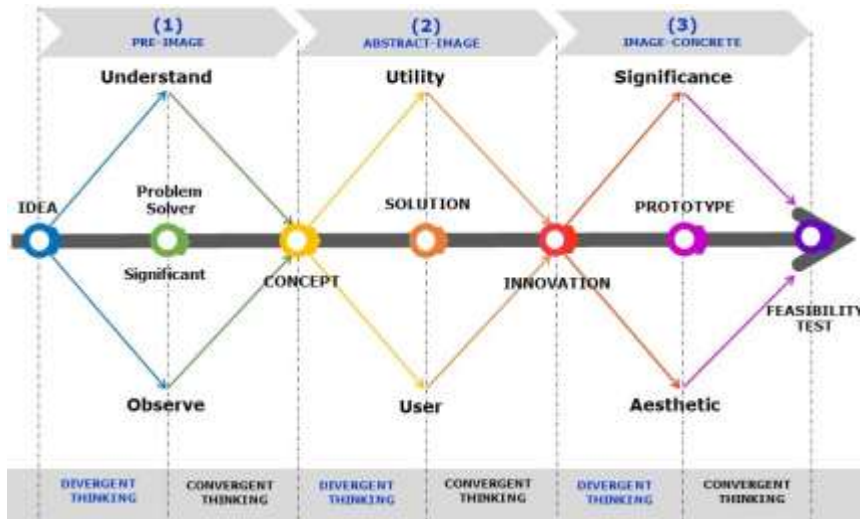 (1)
PRE-IMAGE
(2)
ABSTRACT-IMAGE
(3)
IMAGE-CONCRETE
Understand
Utility
Significance
IDEA
Problem
Solver
SOLUTION
PROTOTYPE
Significant
CONCEPT
INNOVATION
FEASIBILITY
TEST
Observe
User
Aesthetic
DIVERGENT
THINKING
CONVERGENT
THINKING
DIVERGENT
THINKING
CONVERGENT
THINKING
DIVERGENT
THINKING
CONVERGENT
THINKING